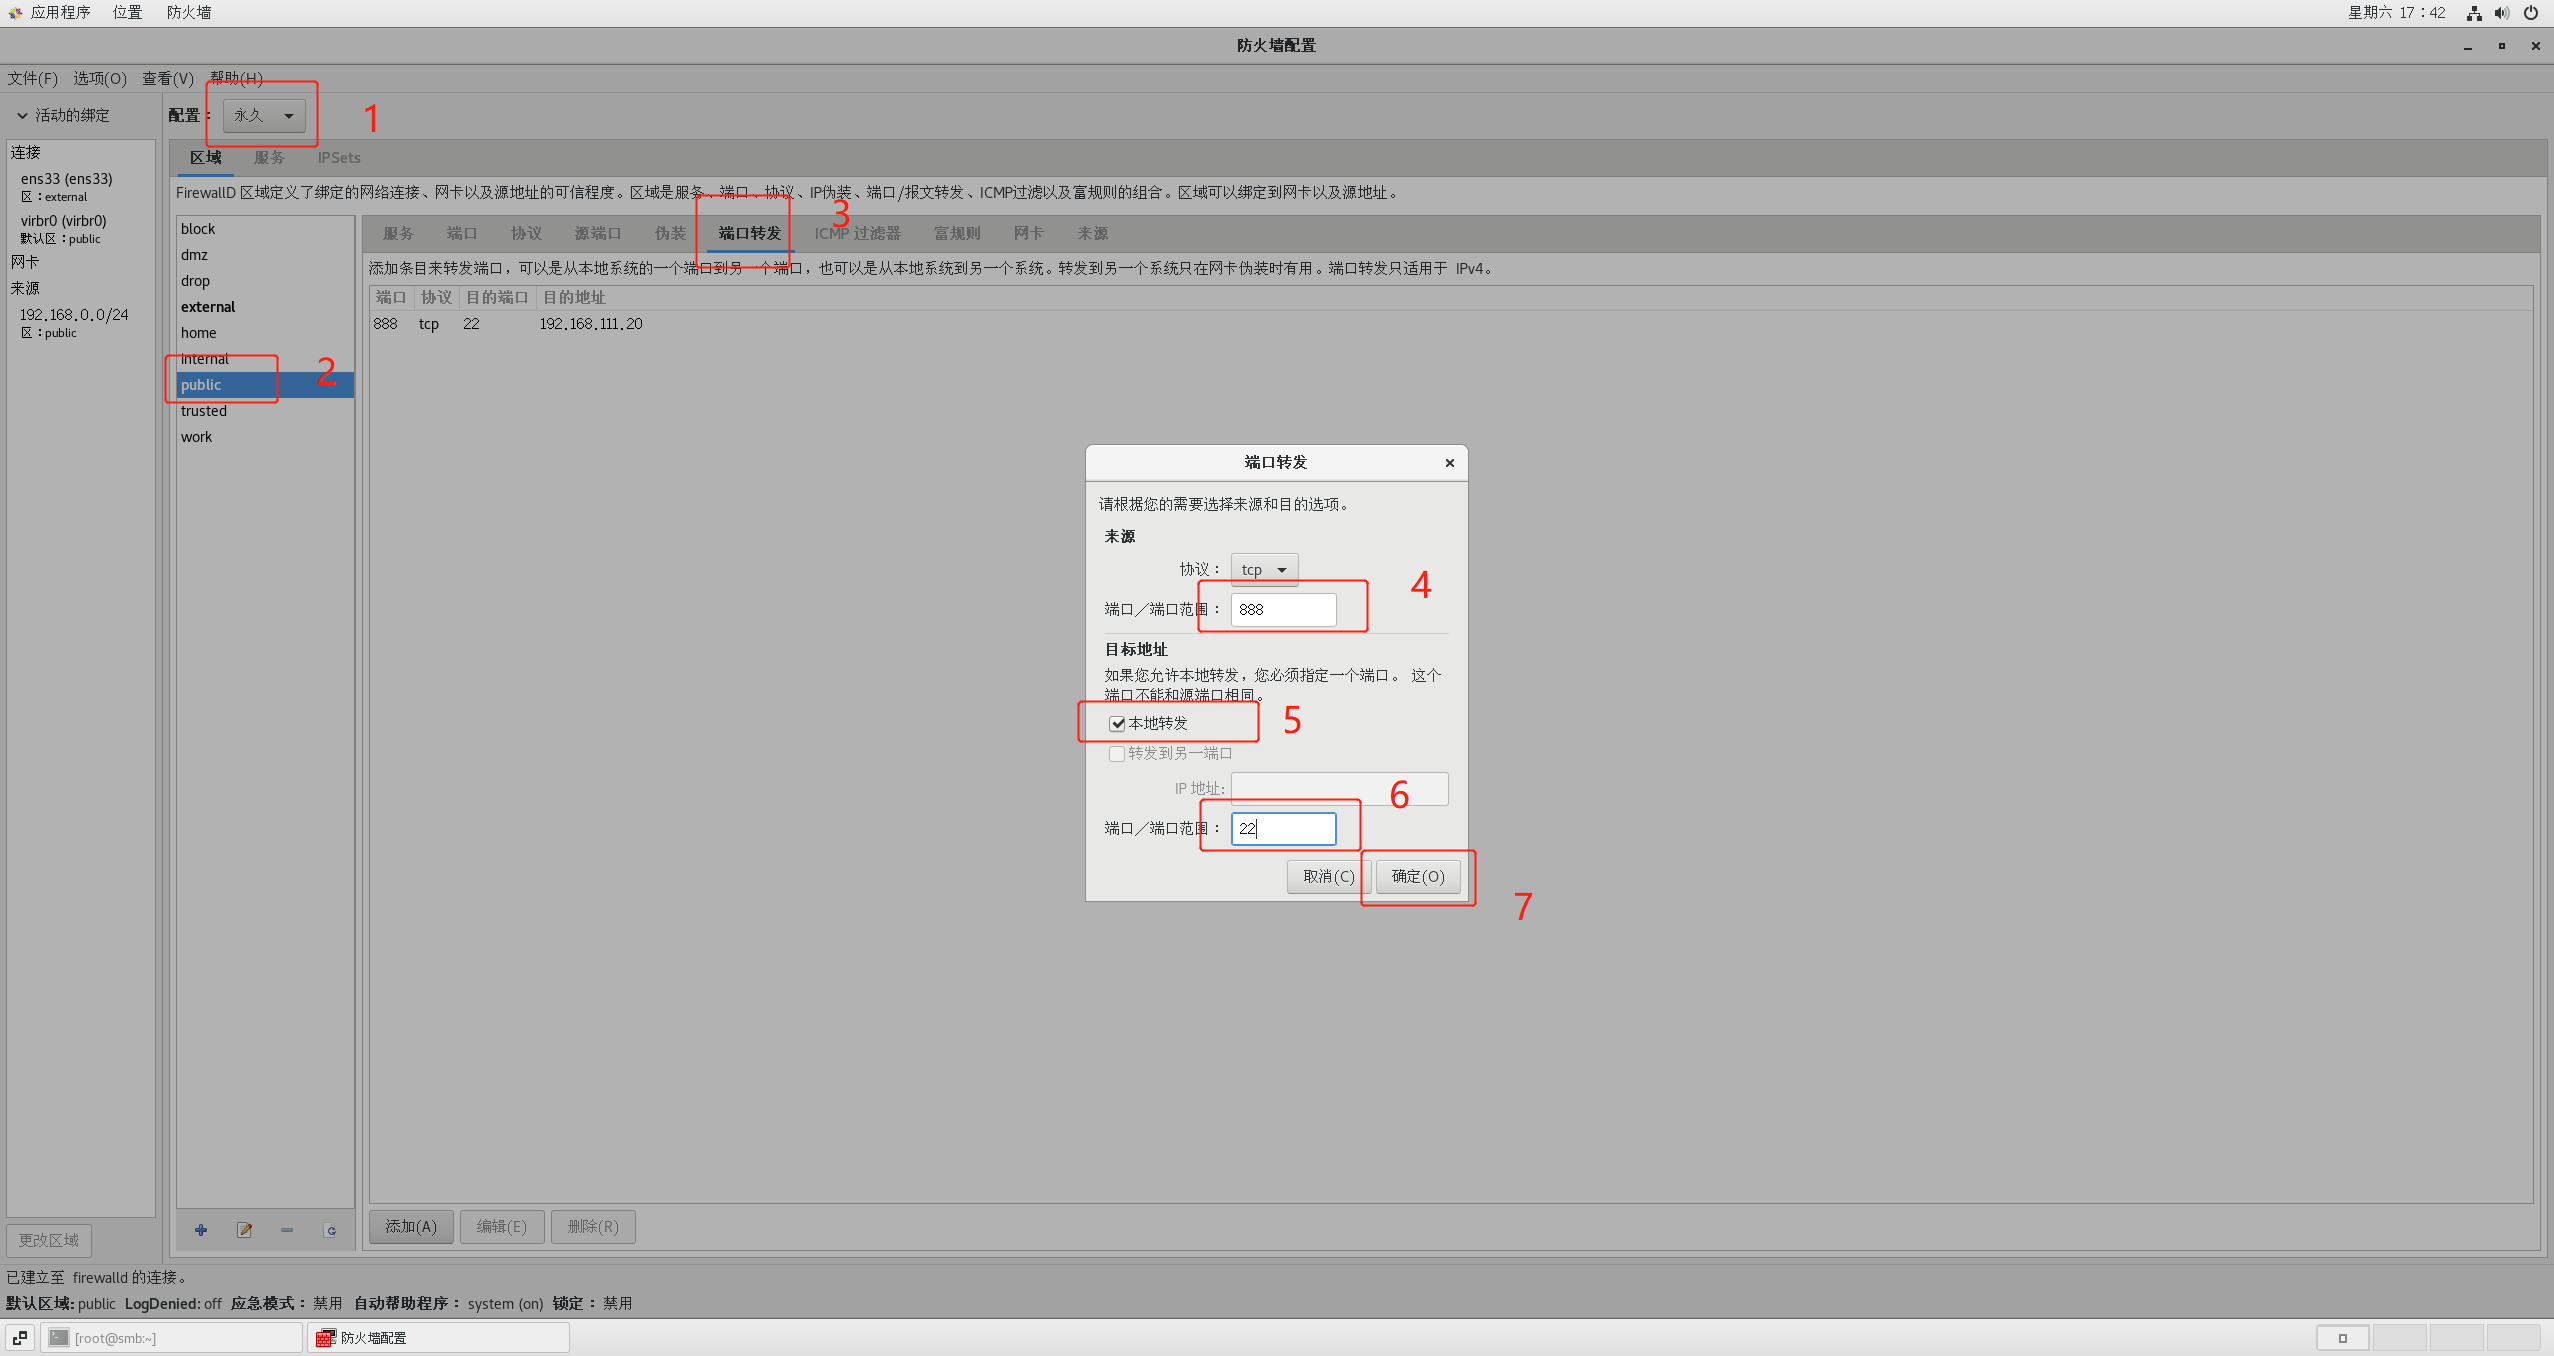 应用程序 位置 防火墙 星期六 17：42
防火墙配置
文件(F) 选项(O) 查看(V) 帮助(H)
活动的绑定 配置： 永久 1
连接 区域 服务 IPSets
ens33 (ens33)
区：external
FirewallD 区域定义了绑定的网络连接、网卡以及源地址的可信程度。区域是服务、端口、协议、IP伪装、端口/报文转发、ICMP过滤以及富规则的组合。区域可以绑定到网卡以及源地址。
virbr0 (virbr0)
默认区：public
网卡
来源
192.168.0.0/24
区：public
block
dmz
drop
external
home
internal
public 2
trusted
work
服务 端口 协议 源端口 伪装 端口转发 3 ICMP 过滤器 富规则 网卡 来源
添加条目来转发端口，可以是从本地系统的一个端口到另一个端口，也可以是从本地系统到另一个系统。转发到另一个系统只在网卡伪装时有用。端口转发只适用于 IPv4。
端口 协议 目的端口 目的地址
888 tcp 22 192.168.111.20
端口转发
请根据您的需要选择来源和目的选项。
来源
协议： tcp
端口／端口范围： 888 4
目标地址
如果您允许本地转发，您必须指定一个端口。 这个
端口不能和源端口相同。
本地转发 5
转发到另一端口
IP 地址: 6
端口／端口范围： 22
取消(C) 确定(O) 7
更改区域 添加(A) 编辑(E) 删除(R)
已建立至 firewalld 的连接。
默认区域: public LogDenied: off 应急模式： 禁用 自动帮助程序： system (on) 锁定： 禁用
[root@smb:~] 防火墙配置